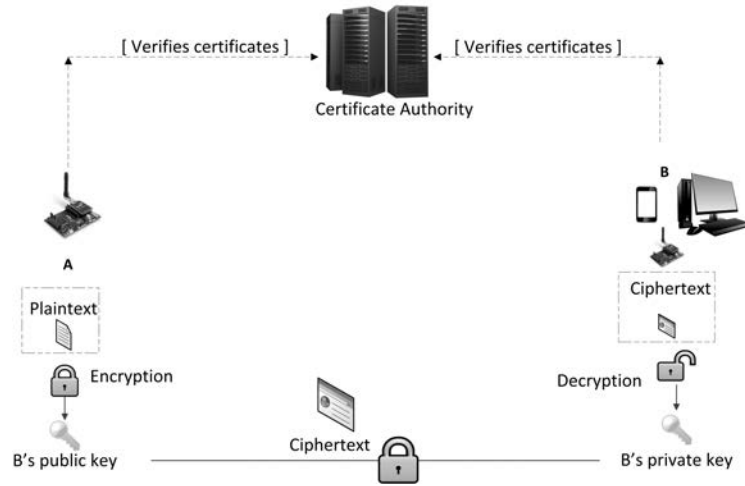 [ Verifies certificates ]
[ Verifies certificates ]
Certificate Authority
B
A
Plaintext
Ciphertext
Encryption
Decryption
Ciphertext
B's public key
B's private key